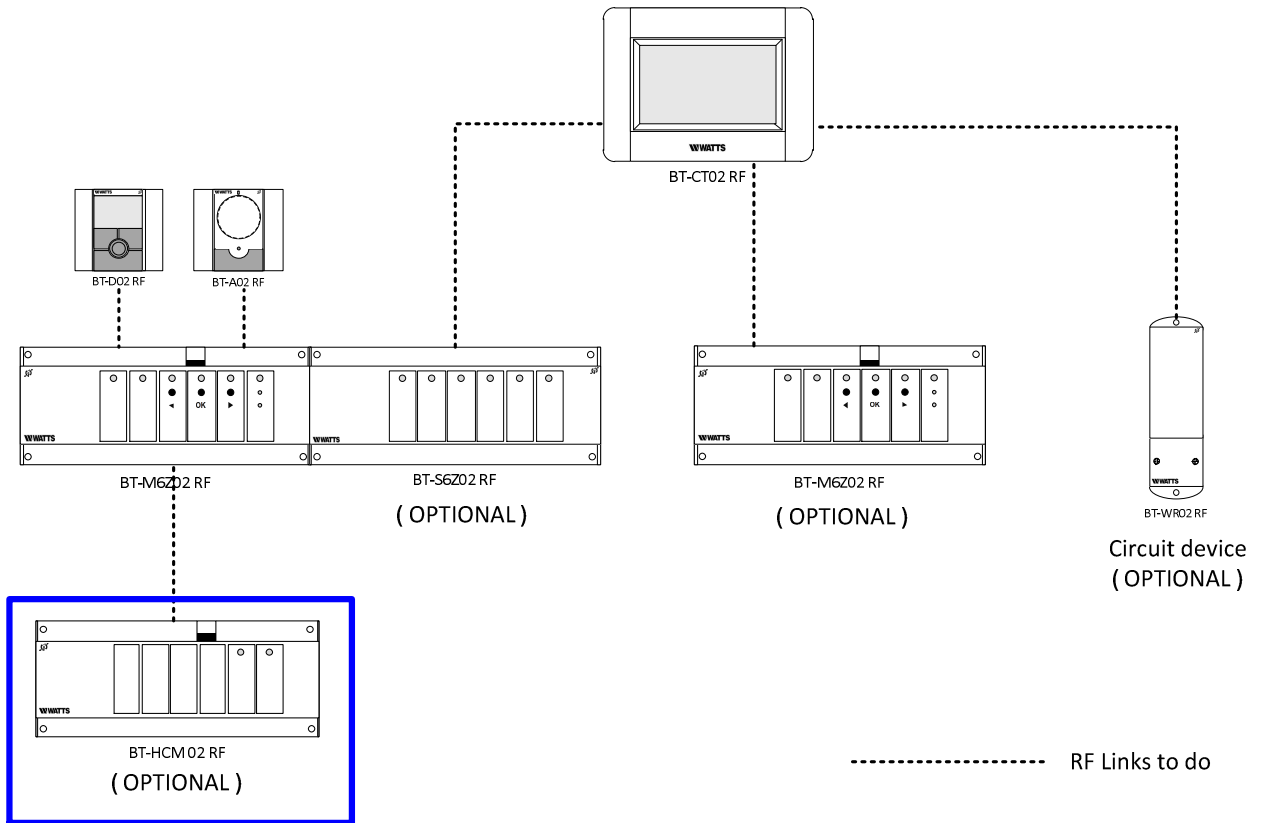 WATTS
BT-CT02 RF
WATTS
WATTS
BT-D02 RF
BT-A02 RF
◄ OK ►
WATTS
WATTS
◄ OK ►
WATTS
BT-M6Z02 RF
BT-S6Z02 RF
( OPTIONAL )
BT-M6Z02 RF
( OPTIONAL )
WATTS
BT-WR02 RF
Circuit device
( OPTIONAL )
WATTS
BT-HCM 02 RF
( OPTIONAL )
RF Links to do